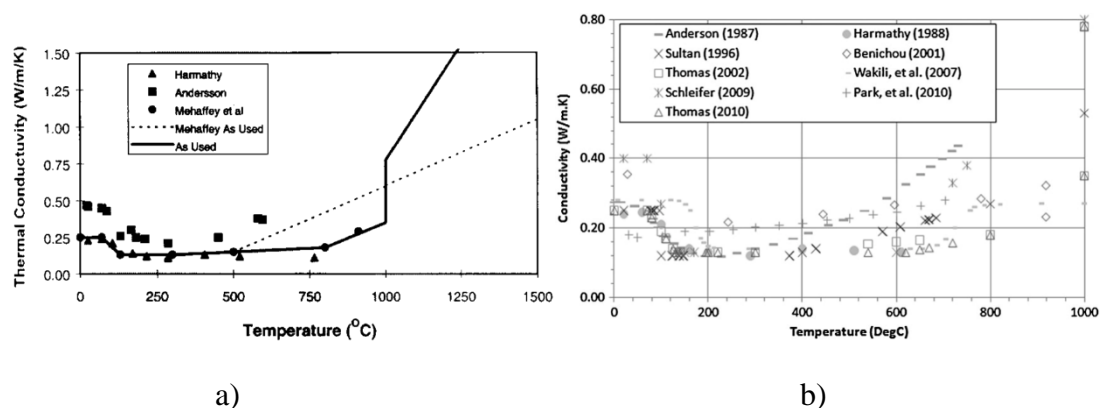 Thermal Conductuvity (W/m/K)
1.50
1.25
1.00
0.75
0.50
0.25
0.00
Harmathy
Andersson
Mehaffey et al
Mehaffey As Used
As Used
0 250 500 750 1000 1250 1500
Temperature (°C)
a)
Conductivity (W/m.K)
0.80
0.60
0.40
0.20
0.00
Anderson (1987) Harmathy (1988)
Sultan (1996) Benichou (2001)
Thomas (2002) Wakili, et al. (2007)
Schleifer (2009) Park, et al. (2010)
Thomas (2010)
0 200 400 600 800 1000
Temperature (DegC)
b)